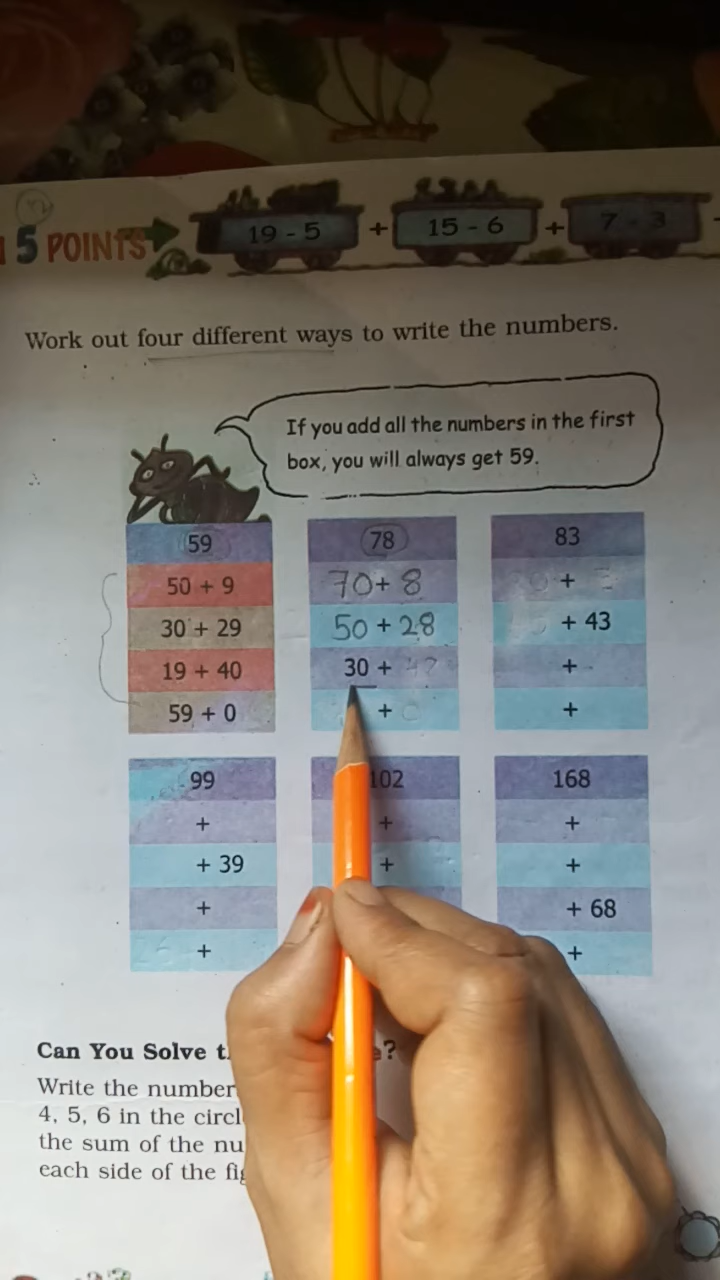 5 POINTS 19 - 5 + 15 - 6 + 7 - 3
Work out four different ways to write the numbers.
If you add all the numbers in the first
box, you will always get 59.
59
50 + 9
30 + 29
19 + 40
59 + 0
78
70 + 8
50 + 28
30 +
+
83
+
+ 43
+
+
99
+
+ 39
+
+
102
+
+
168
+
+
+ 68
+
Can You Solve ?
Write the number
4, 5, 6 in the
the sum of the
each side of the